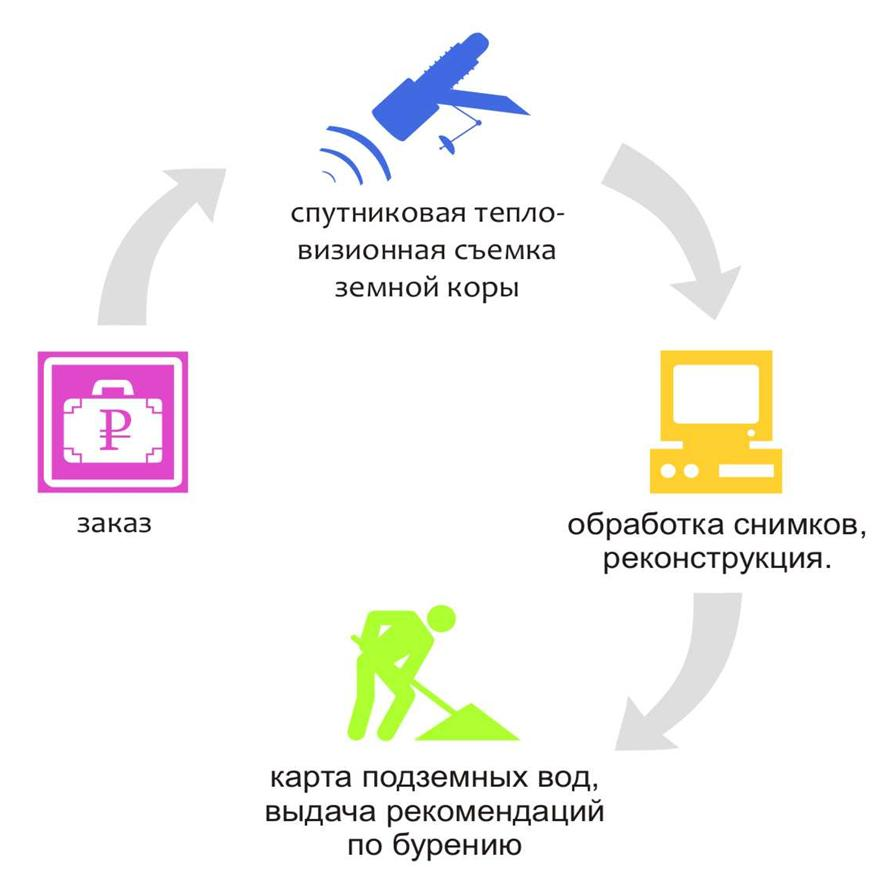 спутниковая тепло-
визионная съемка
земной коры
₽
заказ
обработка снимков,
реконструкция.
карта подземных вод,
выдача рекомендаций
по бурению